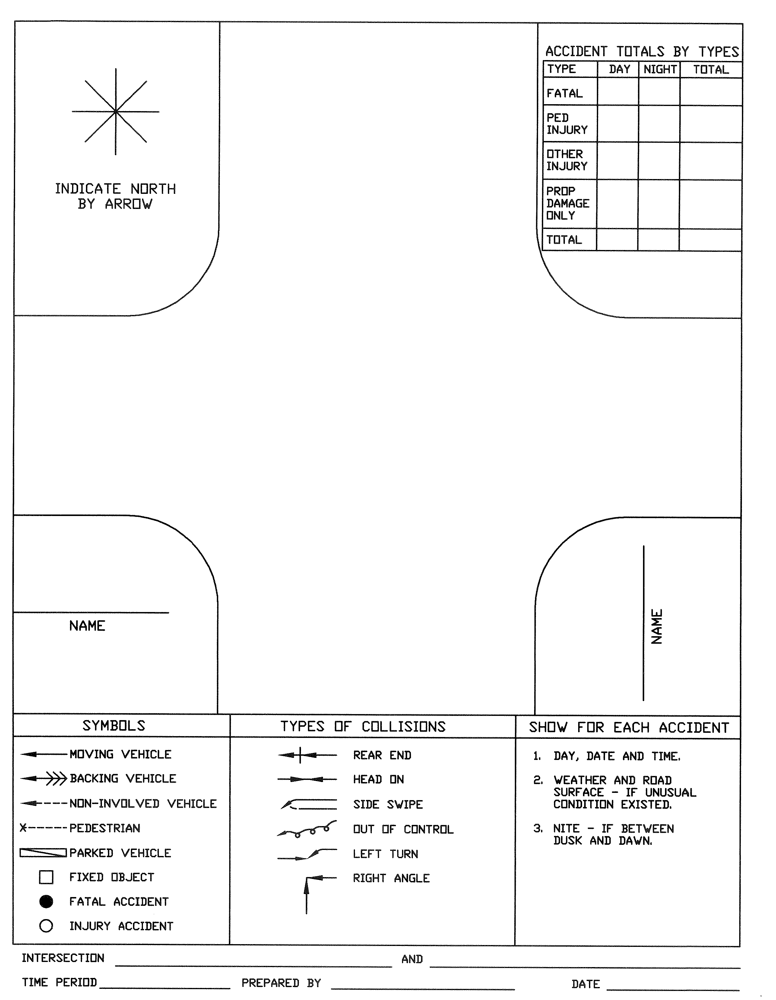 ACCIDENT TOTALS BY TYPES
TYPE DAY NIGHT TOTAL
FATAL
PED
INJURY
OTHER
INJURY
PROP
DAMAGE
ONLY
TOTAL
INDICATE NORTH
BY ARROW
NAME
NAME
SYMBOLS
MOVING VEHICLE
BACKING VEHICLE
NON-INVOLVED VEHICLE
PEDESTRIAN
PARKED VEHICLE
FIXED OBJECT
FATAL ACCIDENT
INJURY ACCIDENT
TYPES OF COLLISIONS
REAR END
HEAD ON
SIDE SWIPE
OUT OF CONTROL
LEFT TURN
RIGHT ANGLE
SHOW FOR EACH ACCIDENT
1. DAY, DATE AND TIME.
2. WEATHER AND ROAD
SURFACE - IF UNUSUAL
CONDITION EXISTED.
3. NITE - IF BETWEEN
DUSK AND DAWN.
INTERSECTION AND
TIME PERIOD PREPARED BY DATE